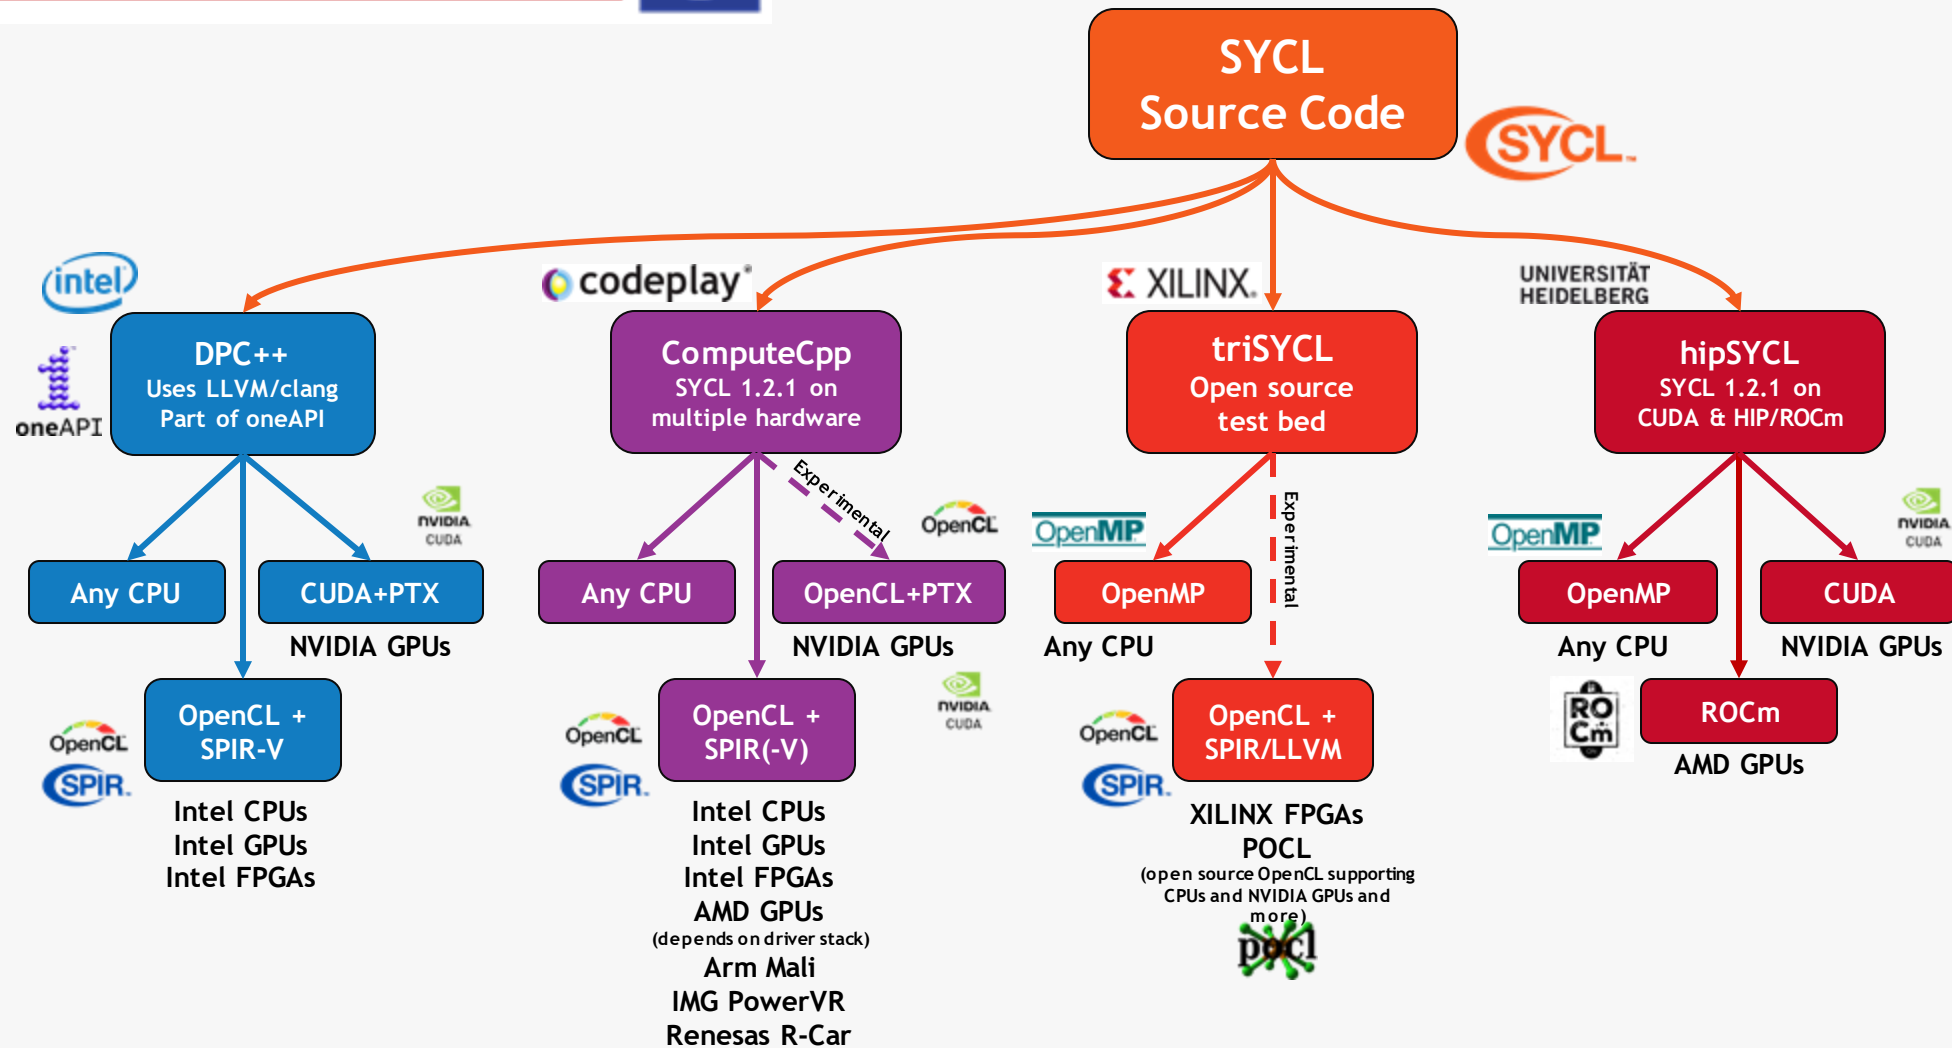 SYCL
Source Code
SYCL™
intel
codeplay®
XILINX.
UNIVERSITÄT
HEIDELBERG
oneAPI
DPC++
Uses LLVM/clang
Part of oneAPI
ComputeCpp
SYCL 1.2.1 on
multiple hardware
triSYCL
Open source
test bed
hipSYCL
SYCL 1.2.1 on
CUDA & HIP/ROCm
NVIDIA
CUDA
Experimental
OpenCL
OpenMP
Experimental
OpenMP
NVIDIA
CUDA
Any CPU
CUDA+PTX
NVIDIA GPUs
Any CPU
OpenCL+PTX
NVIDIA GPUs
OpenMP
Any CPU
OpenMP
Any CPU
CUDA
NVIDIA GPUs
OpenCL
SPIR.
OpenCL +
SPIR-V
Intel CPUs
Intel GPUs
Intel FPGAs
OpenCL
SPIR.
OpenCL +
SPIR(-V)
NVIDIA
CUDA
Intel CPUs
Intel GPUs
Intel FPGAs
AMD GPUs
(depends on driver stack)
Arm Mali
IMG PowerVR
Renesas R-Car
OpenCL
SPIR.
OpenCL +
SPIR/LLVM
XILINX FPGAs
POCL
(open source OpenCL supporting
CPUs and NVIDIA GPUs and
more)
pocl
ROCm
ROCm
AMD GPUs